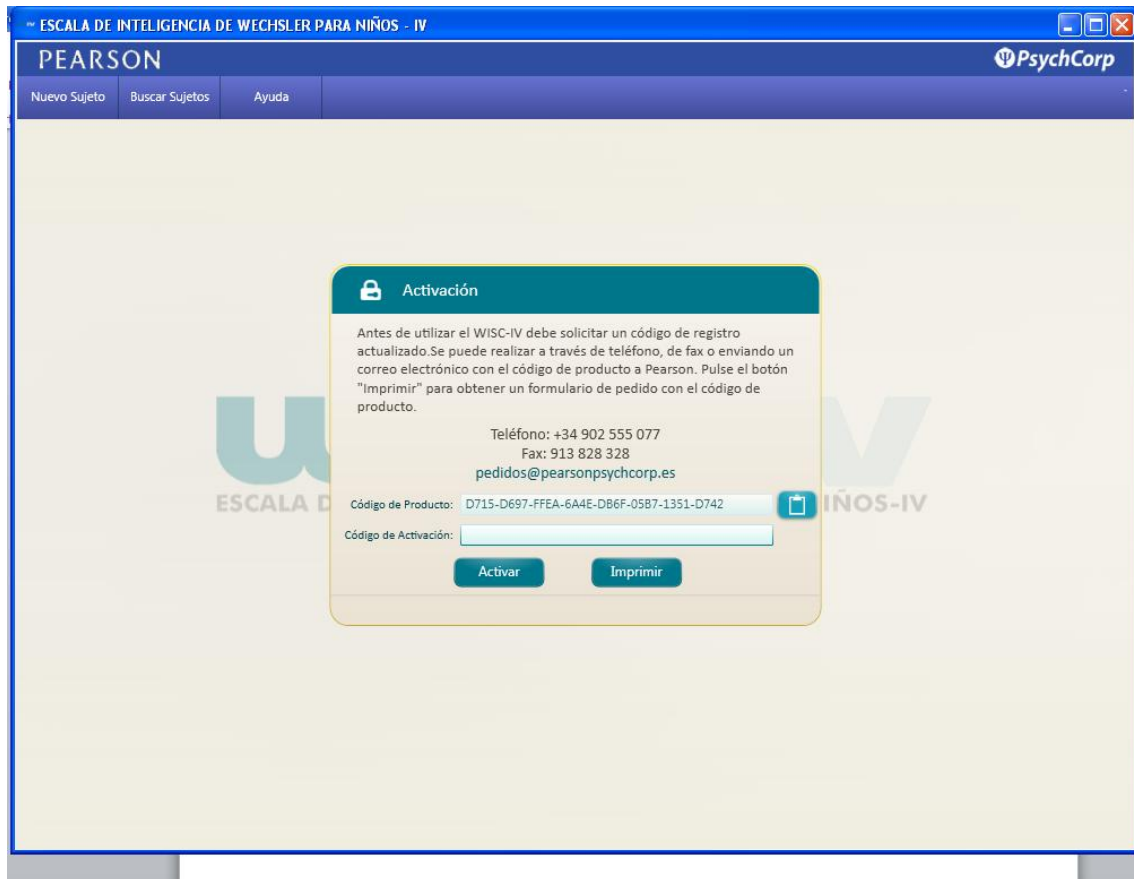 ESCALA DE INTELIGENCIA DE WECHSLER PARA NIÑOS - IV
PEARSON
PsychCorp
Nuevo Sujeto Buscar Sujetos Ayuda
Activación
Antes de utilizar el WISC-IV debe solicitar un código de registro
actualizado.Se puede realizar a través de teléfono, de fax o enviando un
correo electrónico con el código de producto a Pearson. Pulse el botón
"Imprimir" para obtener un formulario de pedido con el código de
producto.
Teléfono: +34 902 555 077
Fax: 913 828 328
pedidos@pearsonpsychcorp.es
ESCALA D
IÑOS-IV
Código de Producto: D715-D697-FFEA-6A4E-DB6F-05B7-1351-D742
Código de Activación:
Activar Imprimir